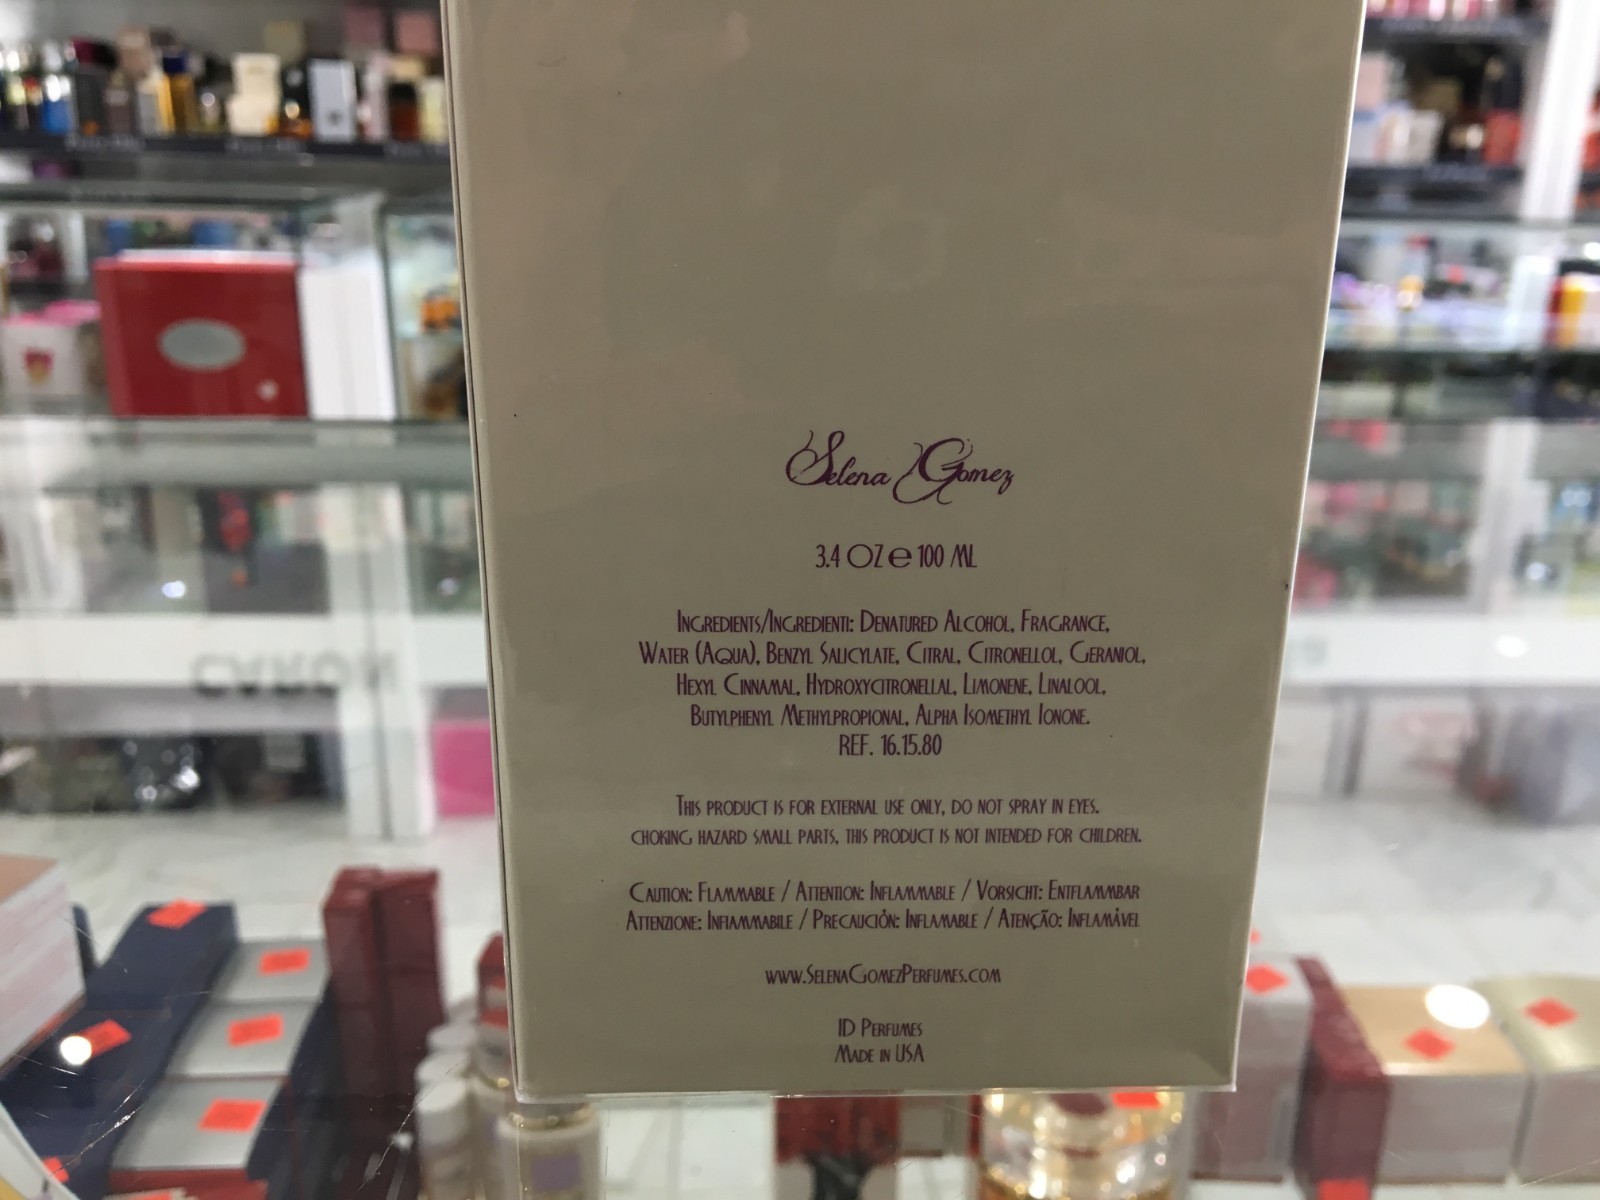 Selena Gomez
3.4 OZ e 100 ML
INGREDIENTS/INGREDIENTI: DENATURED ALCOHOL, FRAGRANCE,
WATER (AQUA), BENZYL SALICYLATE, CITRAL, CITRONELLOL, GERANIOL,
HEXYL CINNAMAL, HYDROXYCITRONELLAL, LIMONENE, LINALOOL,
BUTYLPHENYL METHYLPROPIONAL, ALPHA ISOMETHYL IONONE.
REF. 16.15.80
THIS PRODUCT IS FOR EXTERNAL USE ONLY, DO NOT SPRAY IN EYES.
CHOKING HAZARD SMALL PARTS, THIS PRODUCT IS NOT INTENDED FOR CHILDREN.
CAUTION: FLAMMABLE / ATTENTION: INFLAMMABLE / VORSICHT: ENTFLAMMBAR
ATTENZIONE: INFIAMMABILE / PRECAUCIÓN: INFLAMABLE / ATENÇÃO: INFLAMÁVEL
WWW.SELENAGOMEZPERFUMES.COM
ID PERFUMES
MADE IN USA